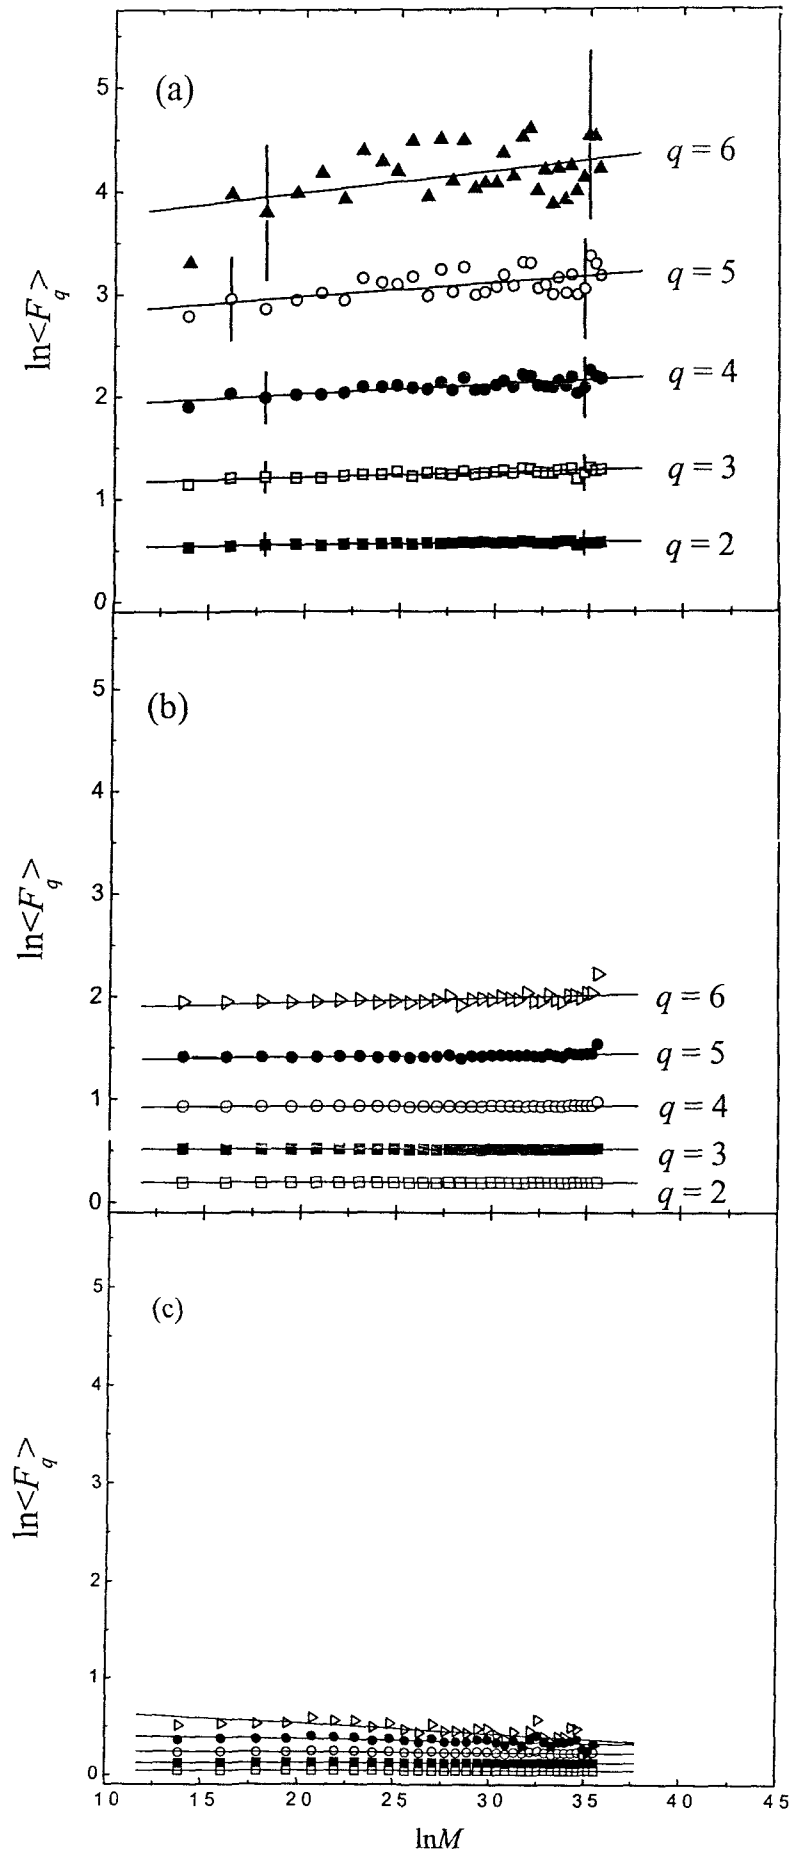 (a)
5
4
3
2
1
0
ln<F_q>
q = 6
q = 5
q = 4
q = 3
q = 2
(b)
5
4
3
2
1
0
ln<F_q>
q = 6
q = 5
q = 4
q = 3
q = 2
(c)
5
4
3
2
1
0
ln<F_q>
10 15 20 25 30 35 40 45
lnM